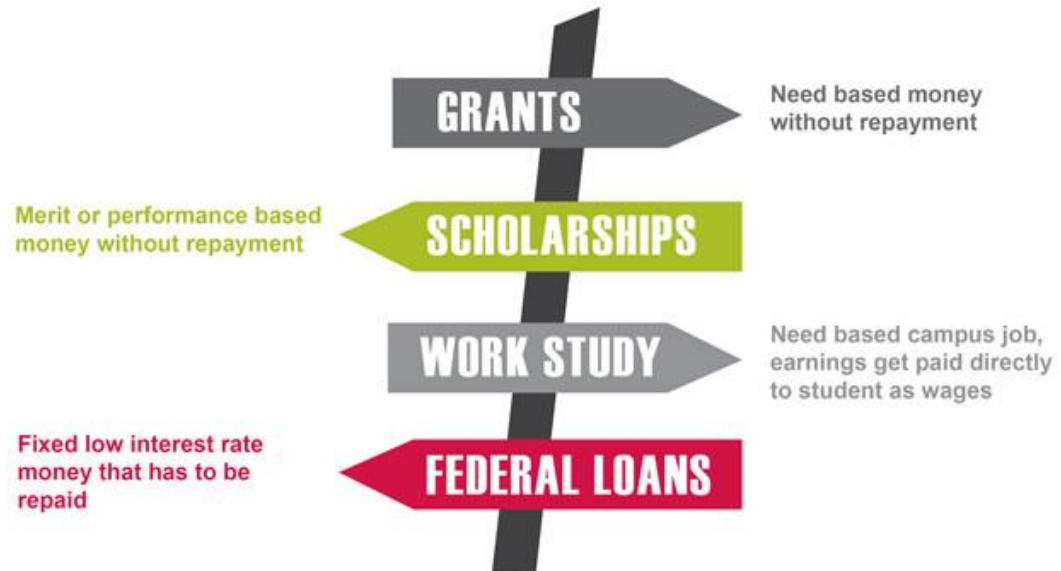 GRANTS
Need based money
without repayment
Merit or performance based
money without repayment
SCHOLARSHIPS
WORK STUDY
Need based campus job,
earnings get paid directly
to student as wages
Fixed low interest rate
money that has to be
repaid
FEDERAL LOANS